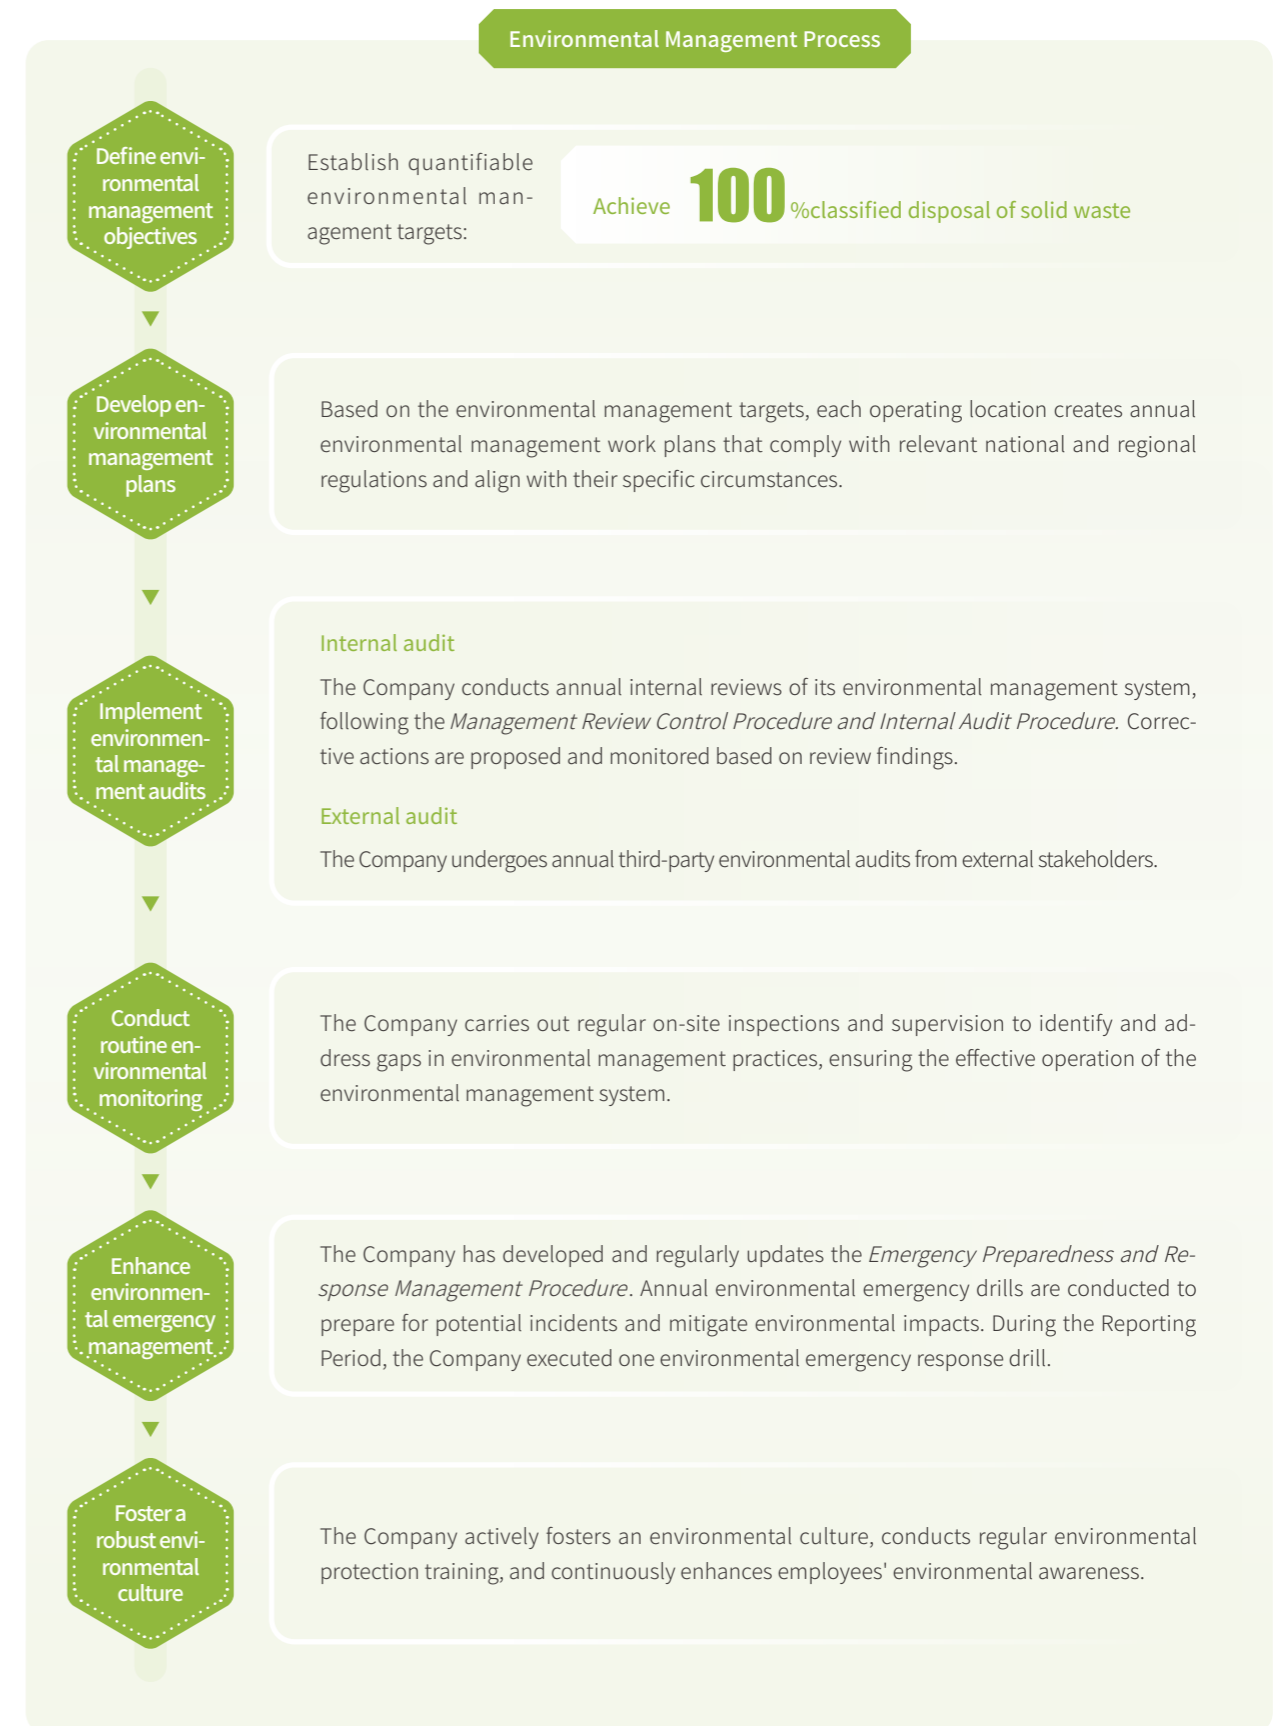 Environmental Management Process
Define envi-
ronmental
management
objectives
Establish quantifiable
environmental man-
agement targets:
Achieve 100 %classified disposal of solid waste
Develop en-
vironmental
management
plans
Based on the environmental management targets, each operating location creates annual
environmental management work plans that comply with relevant national and regional
regulations and align with their specific circumstances.
Implement
environmen-
tal manage-
ment audits
Internal audit
The Company conducts annual internal reviews of its environmental management system,
following the Management Review Control Procedure and Internal Audit Procedure. Correc-
tive actions are proposed and monitored based on review findings.
External audit
The Company undergoes annual third-party environmental audits from external stakeholders.
Conduct
routine en-
vironmental
monitoring
The Company carries out regular on-site inspections and supervision to identify and ad-
dress gaps in environmental management practices, ensuring the effective operation of the
environmental management system.
Enhance
environmen-
tal emergency
management
The Company has developed and regularly updates the Emergency Preparedness and Re-
sponse Management Procedure. Annual environmental emergency drills are conducted to
prepare for potential incidents and mitigate environmental impacts. During the Reporting
Period, the Company executed one environmental emergency response drill.
Foster a
robust envi-
ronmental
culture
The Company actively fosters an environmental culture, conducts regular environmental
protection training, and continuously enhances employees' environmental awareness.